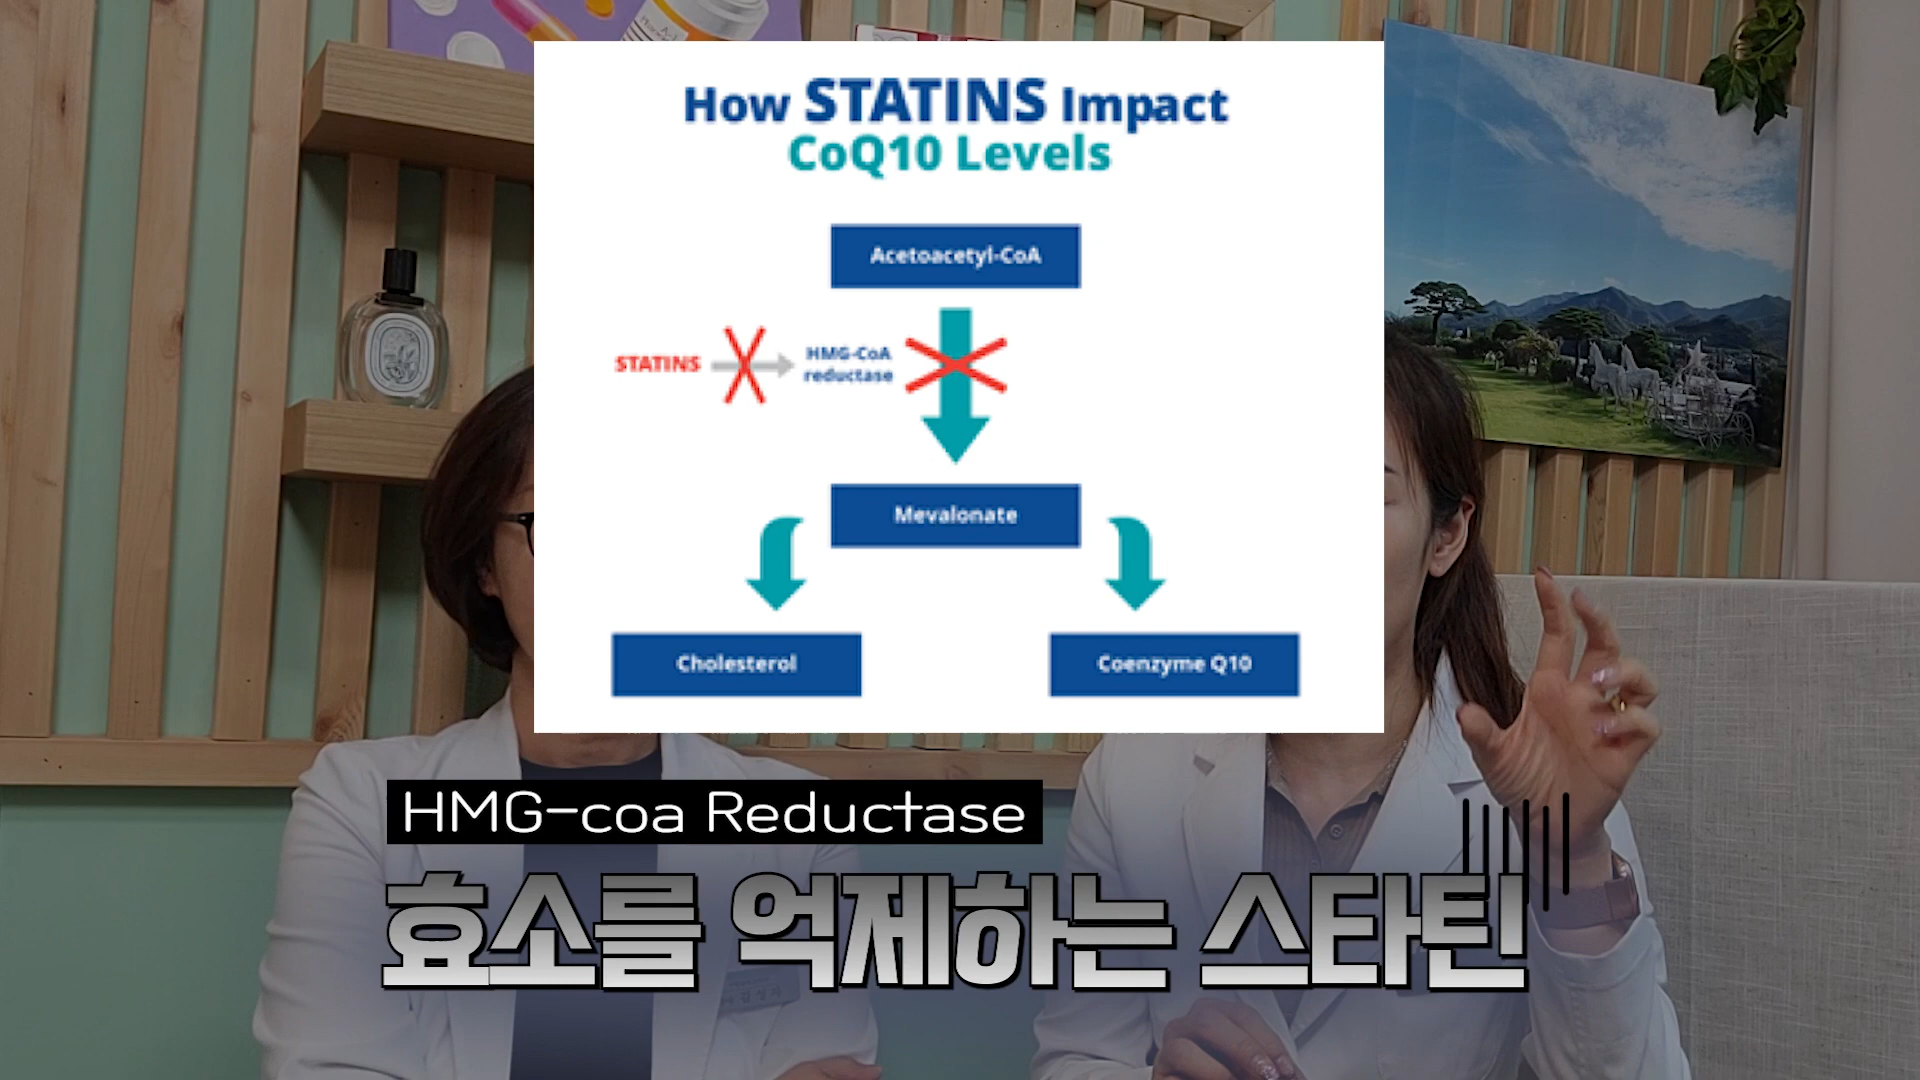 How STATINS Impact
CoQ10 Levels
Acetoacetyl-CoA
STATINS
HMG-CoA
reductase
Mevalonate
Cholesterol
Coenzyme Q10
HMG-coa Reductase
효소를 억제하는 스타틴